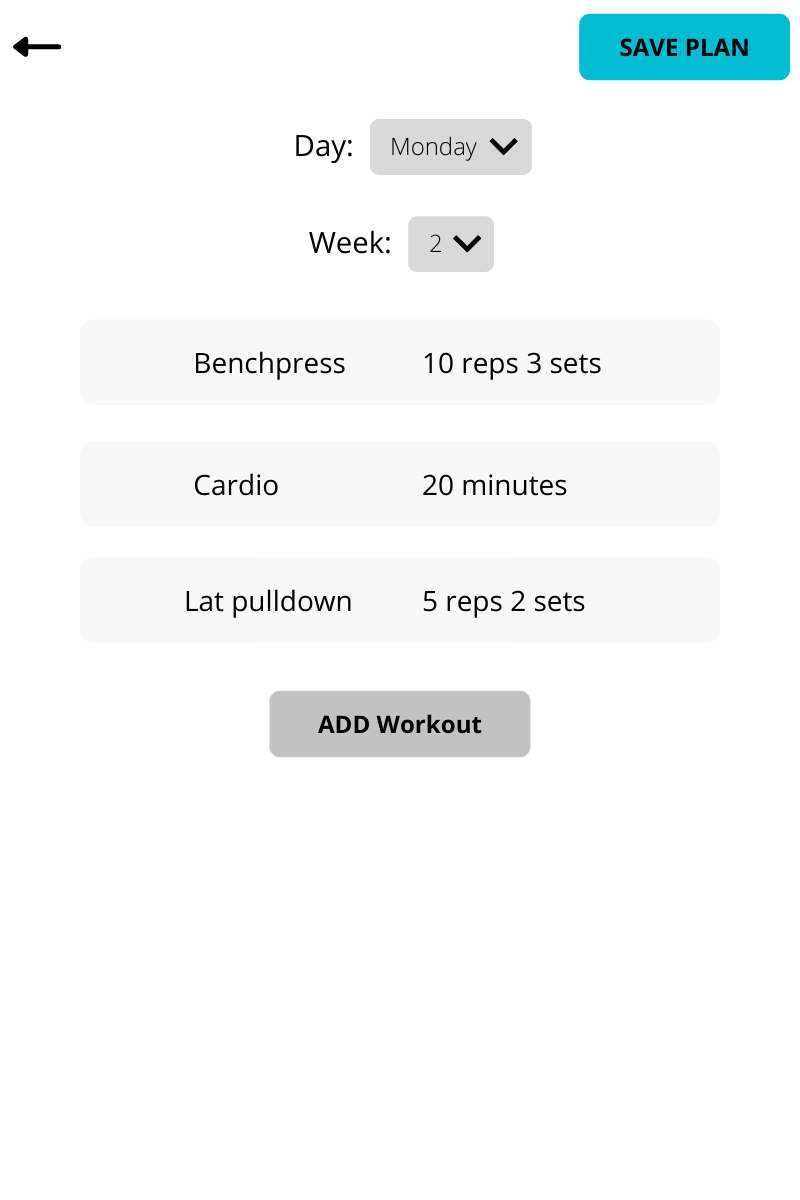 SAVE PLAN
Day: Monday
Week: 2
Benchpress 10 reps 3 sets
Cardio 20 minutes
Lat pulldown 5 reps 2 sets
ADD Workout